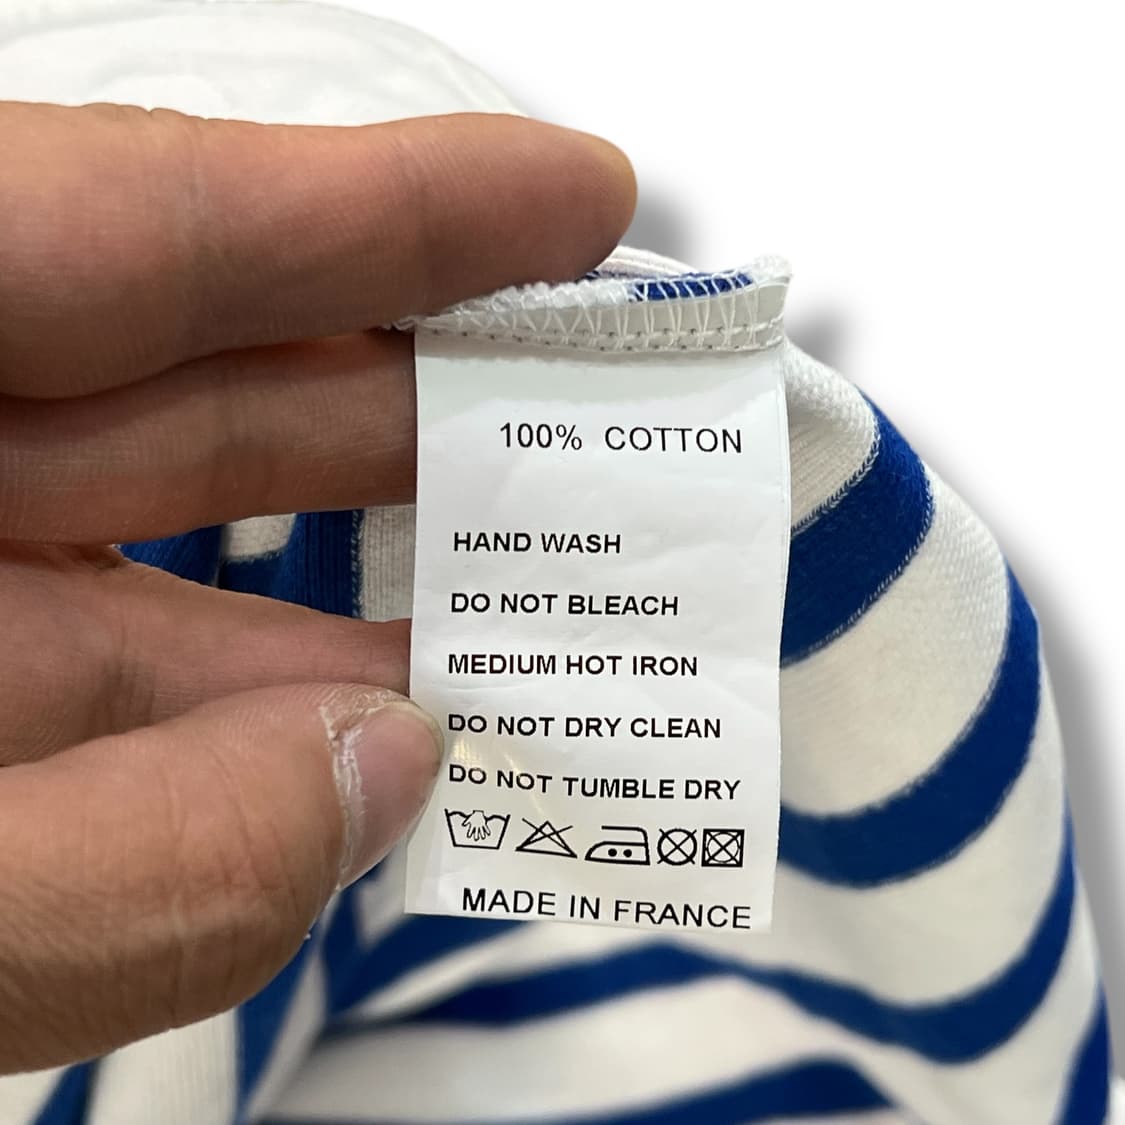 100% COTTON
HAND WASH
DO NOT BLEACH
MEDIUM HOT IRON
DO NOT DRY CLEAN
DO NOT TUMBLE DRY
MADE IN FRANCE